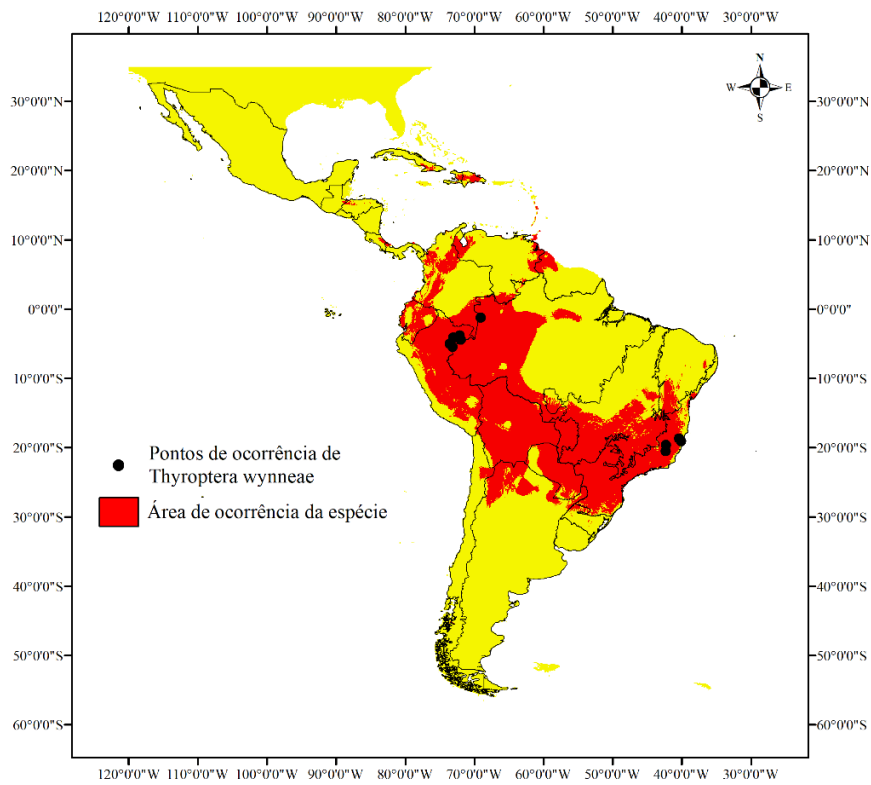 120°0'0"W 110°0'0"W 100°0'0"W 90°0'0"W 80°0'0"W 70°0'0"W 60°0'0"W 50°0'0"W 40°0'0"W 30°0'0"W
N
W E
S
30°0'0"N 30°0'0"N
20°0'0"N 20°0'0"N
10°0'0"N 10°0'0"N
0°0'0"S 0°0'0"S
10°0'0"S 10°0'0"S
20°0'0"S 20°0'0"S
Pontos de ocorrência de
Thyroptera wynneae
Área de ocorrência da espécie
30°0'0"S 30°0'0"S
40°0'0"S 40°0'0"S
50°0'0"S 50°0'0"S
60°0'0"S 60°0'0"S
120°0'0"W 110°0'0"W 100°0'0"W 90°0'0"W 80°0'0"W 70°0'0"W 60°0'0"W 50°0'0"W 40°0'0"W 30°0'0"W